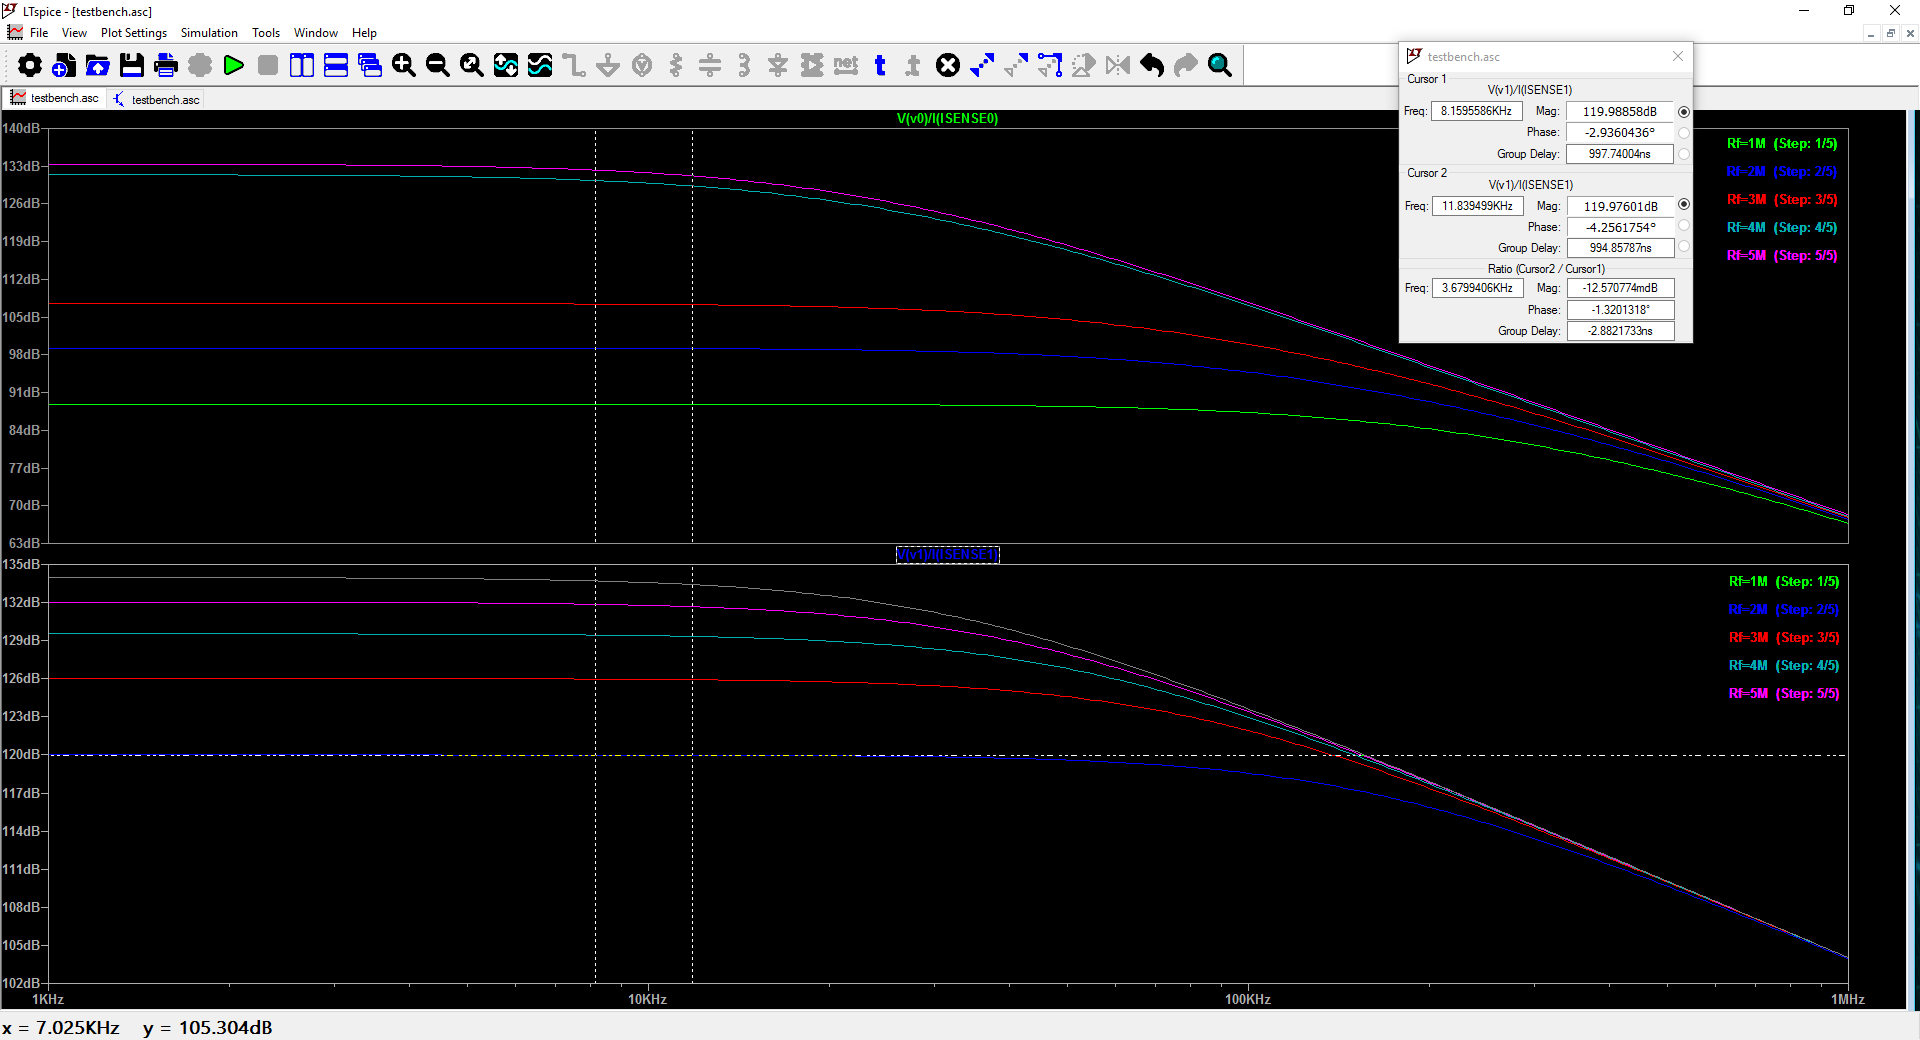 LTspice - [testbench.asc]
File View Plot Settings Simulation Tools Window Help
net t t
testbench.asc testbench.asc
testbench.asc
Cursor 1
V(v1)/I(ISENSE1)
Freq: 8.1595586KHz Mag: 119.98858dB
Phase: -2.9360436°
Group Delay: 997.74004ns
Cursor 2
V(v1)/I(ISENSE1)
Freq: 11.839499KHz Mag: 119.97601dB
Phase: -4.2561754°
Group Delay: 994.85787ns
Ratio (Cursor2 / Cursor1)
Freq: 3.6799406KHz Mag: -12.570774mdB
Phase: -1.3201318°
Group Delay: -2.8821733ns
V(v0)/I(ISENSE0)
140dB
133dB
126dB
119dB
112dB
105dB
98dB
91dB
84dB
77dB
70dB
63dB
Rf=1M (Step: 1/5)
Rf=2M (Step: 2/5)
Rf=3M (Step: 3/5)
Rf=4M (Step: 4/5)
Rf=5M (Step: 5/5)
V(v1)/I(ISENSE1)
135dB
132dB
129dB
126dB
123dB
120dB
117dB
114dB
111dB
108dB
105dB
102dB
Rf=1M (Step: 1/5)
Rf=2M (Step: 2/5)
Rf=3M (Step: 3/5)
Rf=4M (Step: 4/5)
Rf=5M (Step: 5/5)
1KHz 10KHz 100KHz 1MHz
x = 7.025KHz y = 105.304dB